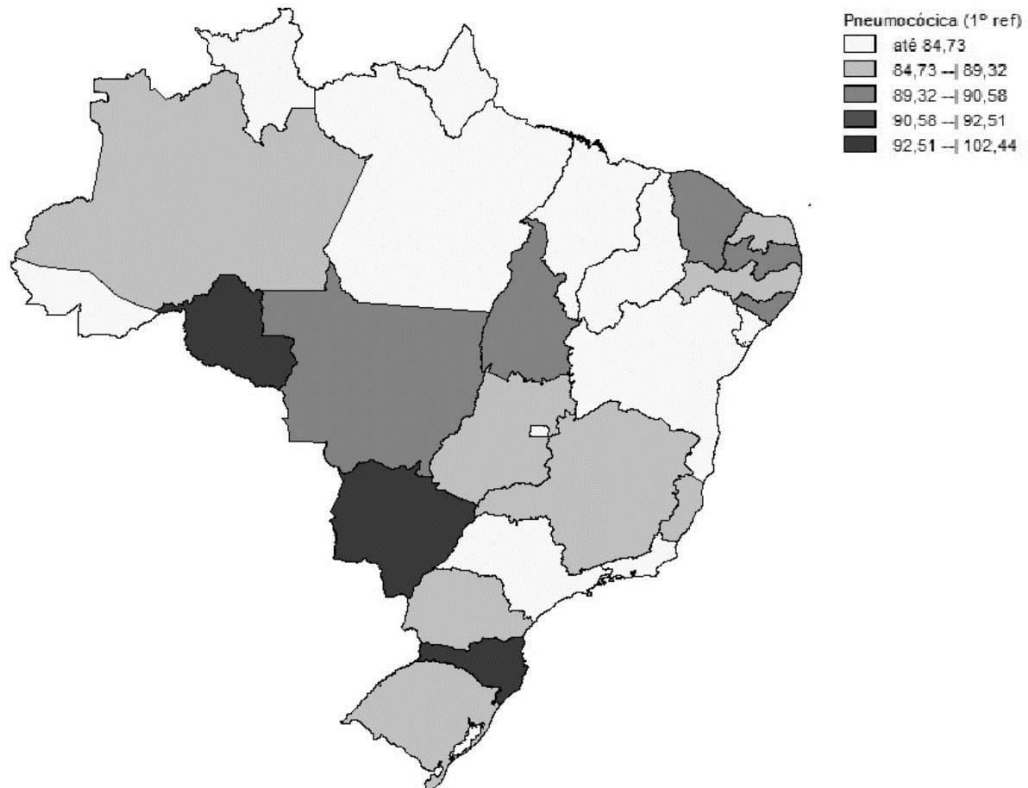 Pneumocócica (1º ref)
até 84,73
84,73 --| 89,32
89,32 --| 90,58
90,58 --| 92,51
92,51 --| 102,44